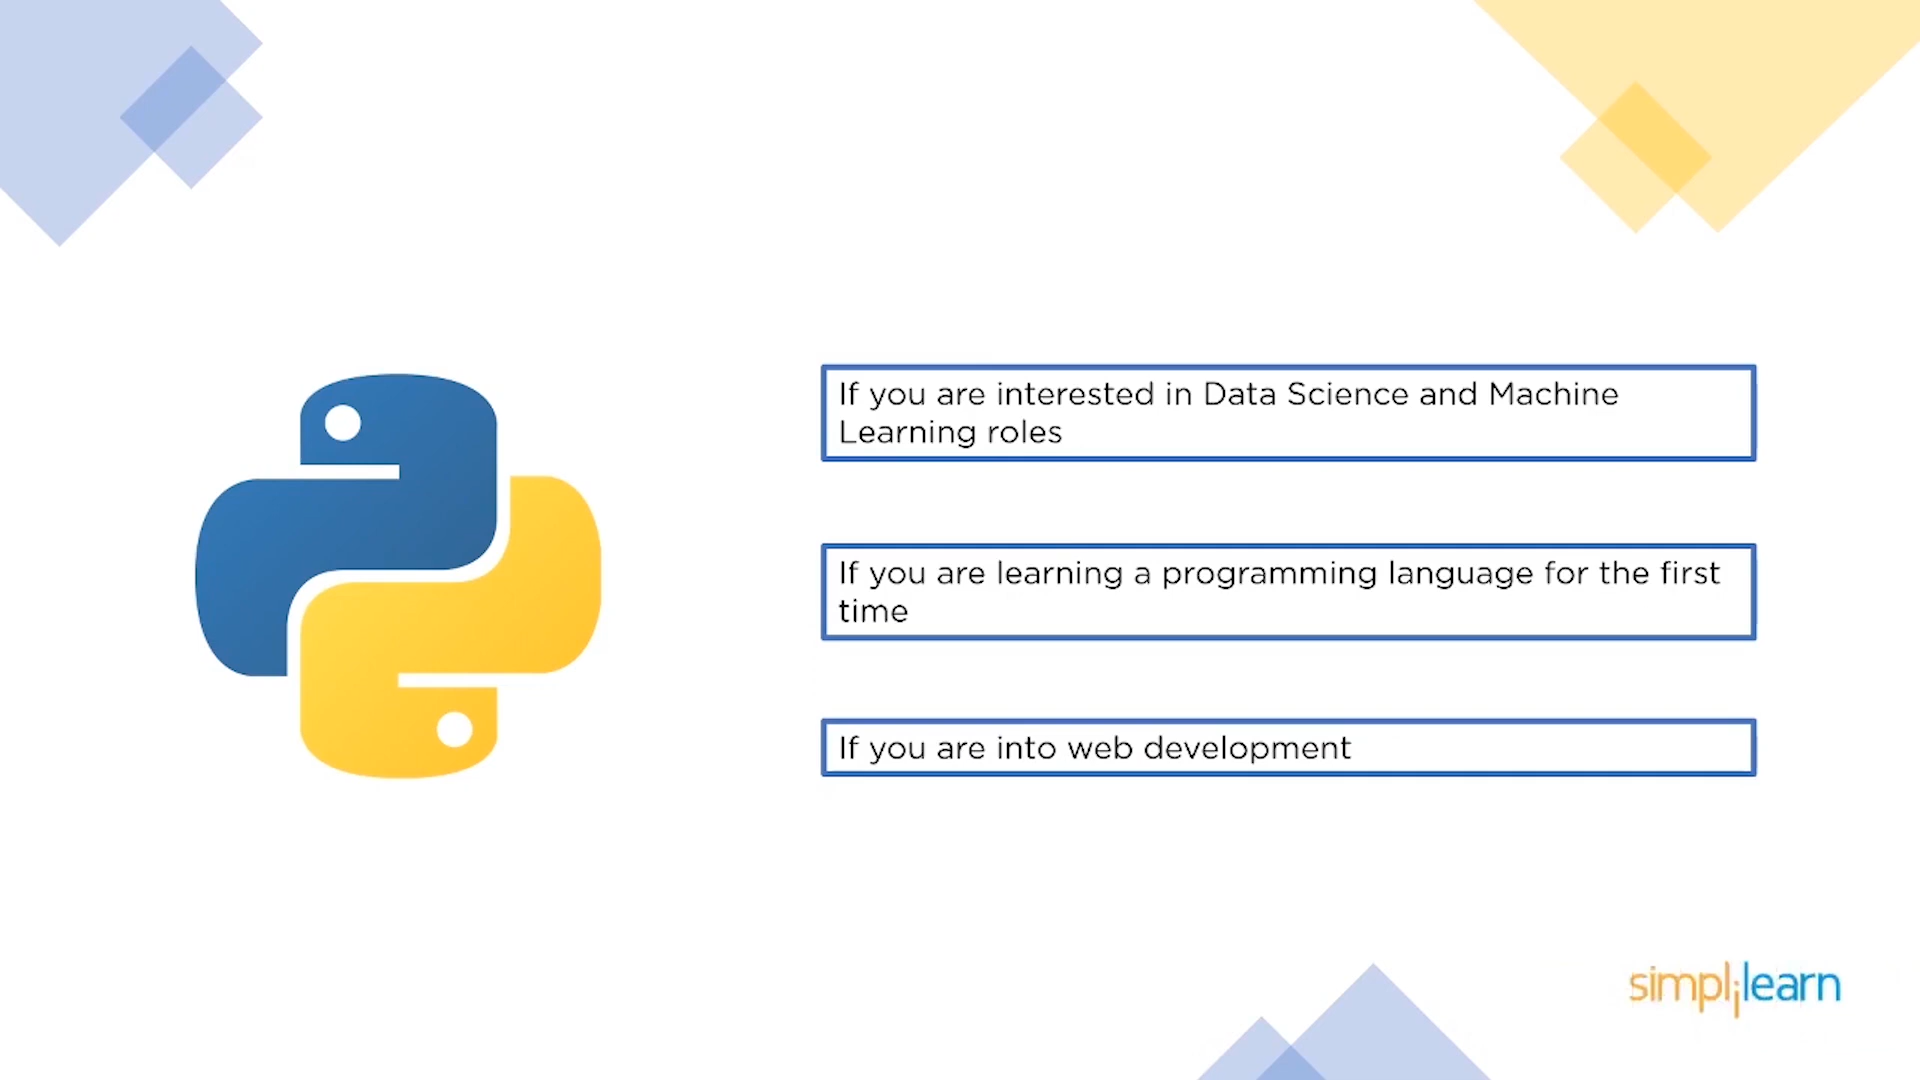 If you are interested in Data Science and Machine
Learning roles
If you are learning a programming language for the first
time
If you are into web development
simplilearn